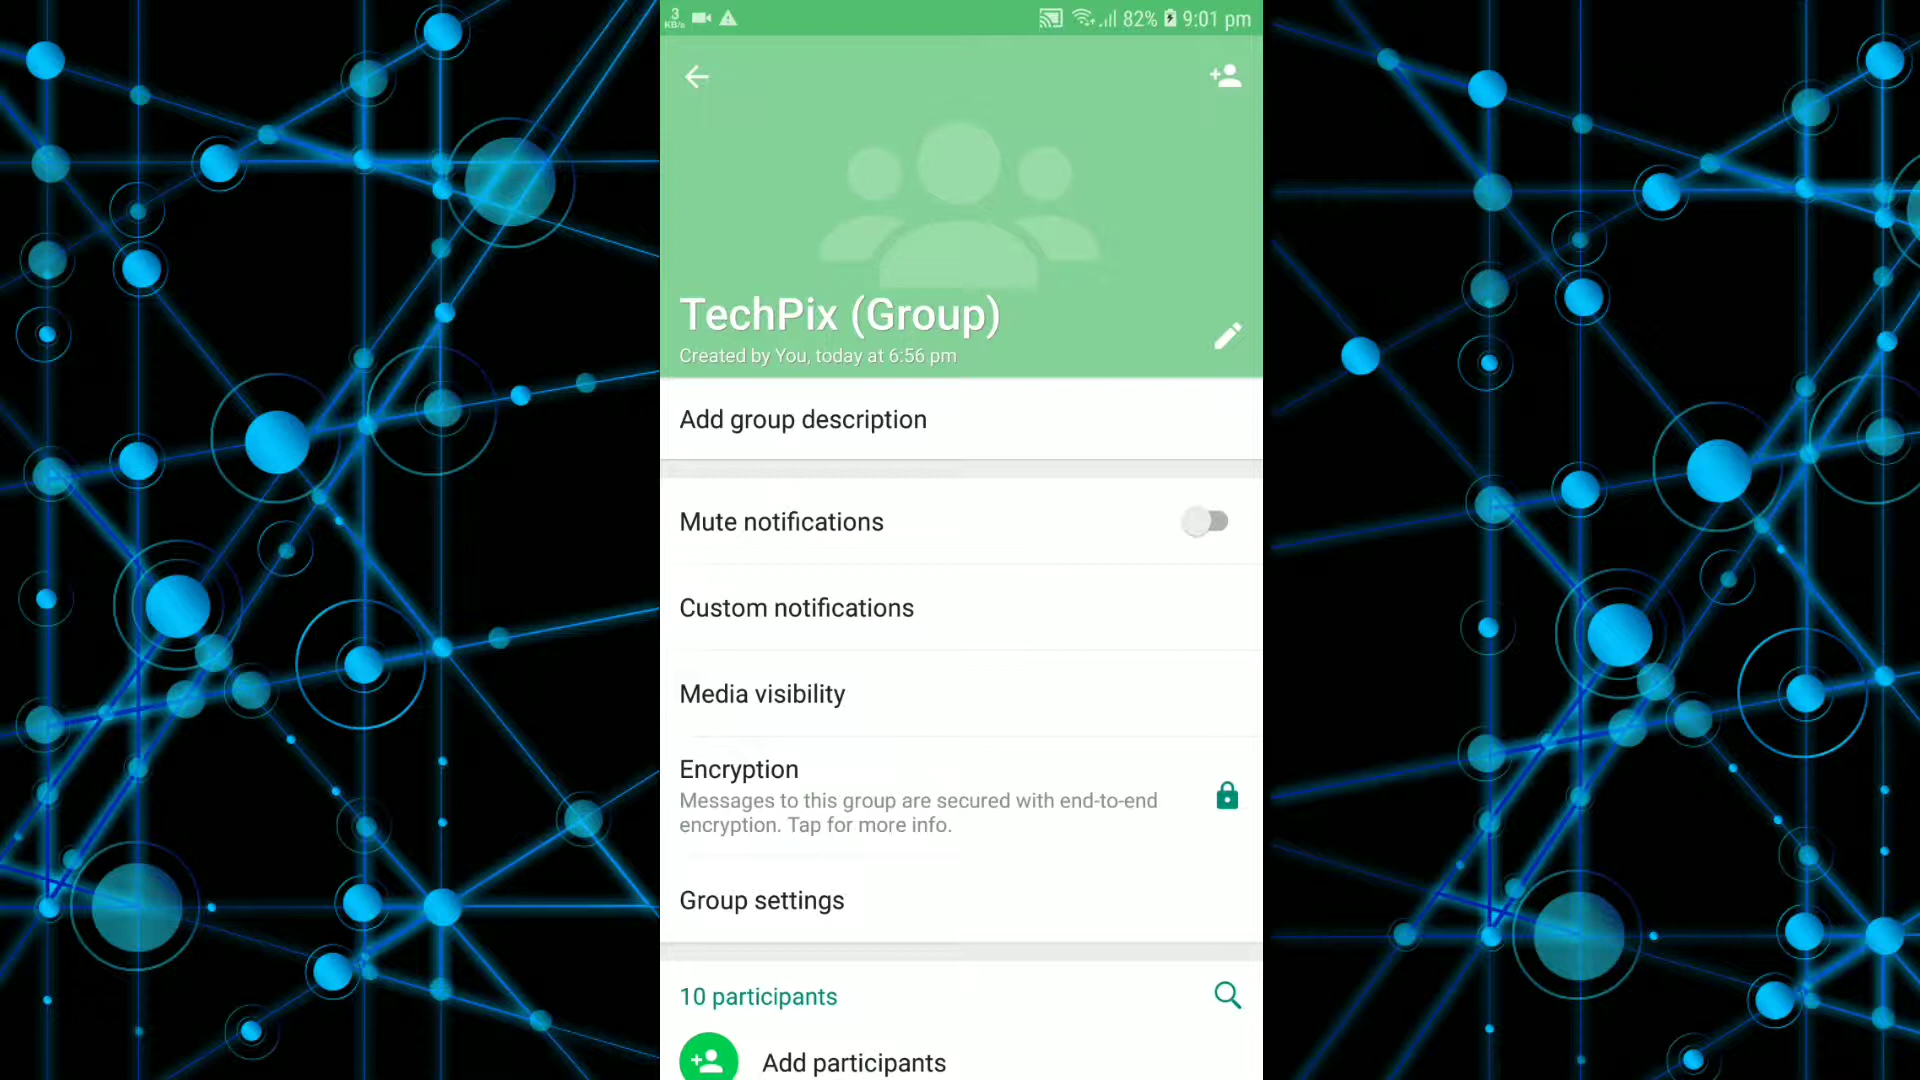 3
KB/s
82% 9:01 pm
TechPix (Group)
Created by You, today at 6:56 pm
Add group description
Mute notifications
Custom notifications
Media visibility
Encryption
Messages to this group are secured with end-to-end
encryption. Tap for more info.
Group settings
10 participants
Add participants